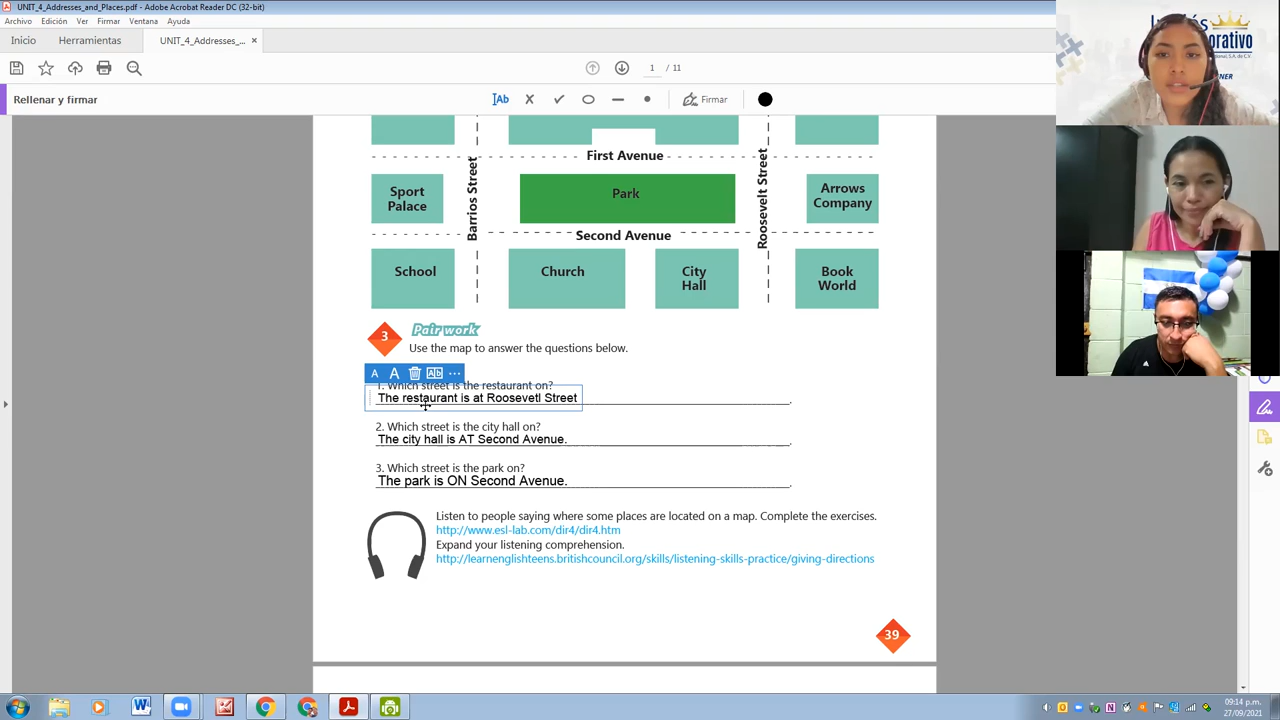 UNIT_4_Addresses_and_Places.pdf - Adobe Acrobat Reader DC (32-bit)
Archivo Edición Ver Firmar Ventana Ayuda
Inicio Herramientas UNIT_4_Addresses_... ×
1 / 11
Rellenar y firmar
Ab Firmar
First Avenue
Barrios Street
Roosevelt Street
Sport Palace
Park
Arrows Company
Second Avenue
School
Church
City Hall
Book World
3 Pair work
Use the map to answer the questions below.
A A Ab ...
1. Which street is the restaurant on?
The restaurant is at Roosevetl Street
2. Which street is the city hall on?
The city hall is AT Second Avenue.
3. Which street is the park on?
The park is ON Second Avenue.
Listen to people saying where some places are located on a map. Complete the exercises.
http://www.esl-lab.com/dir4/dir4.htm
Expand your listening comprehension.
http://learnenglishteens.britishcouncil.org/skills/listening-skills-practice/giving-directions
39
09:14 p.m.
27/09/2021